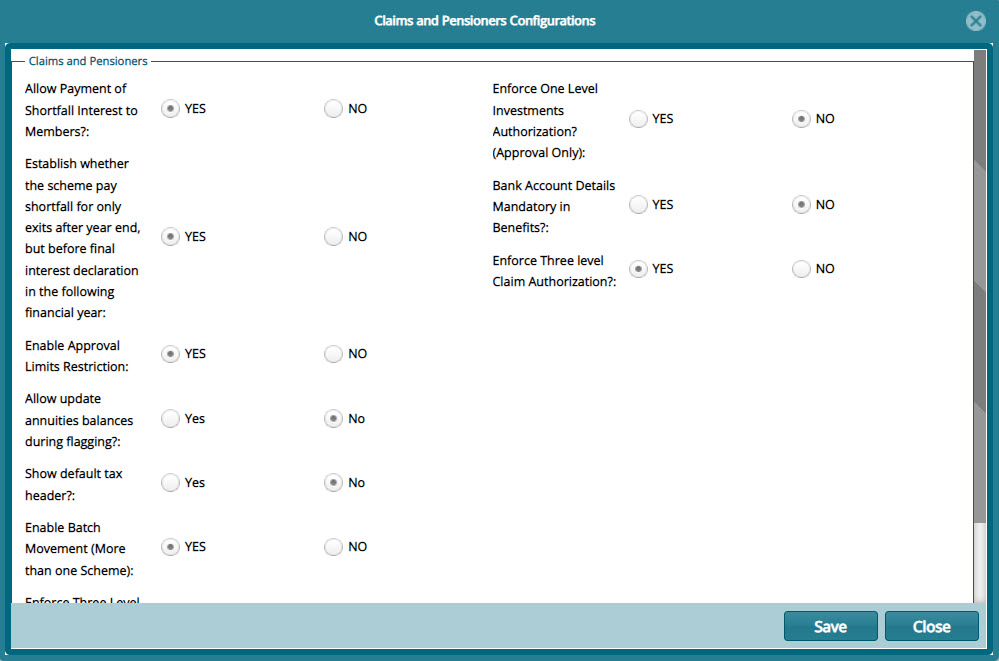 Claims and Pensioners Configurations
Claims and Pensioners
Allow Payment of
Shortfall Interest to
Members?:
YES NO
Establish whether
the scheme pay
shortfall for only
exits after year end,
but before final
interest declaration
in the following
financial year:
YES NO
Enable Approval
Limits Restriction:
YES NO
Allow update
annuities balances
during flagging?:
Yes No
Show default tax
header?:
Yes No
Enable Batch
Movement (More
than one Scheme):
YES NO
Enforce Three Level
Enforce One Level
Investments
Authorization?
(Approval Only):
YES NO
Bank Account Details
Mandatory in
Benefits?:
YES NO
Enforce Three level
Claim Authorization?:
YES NO
Save Close